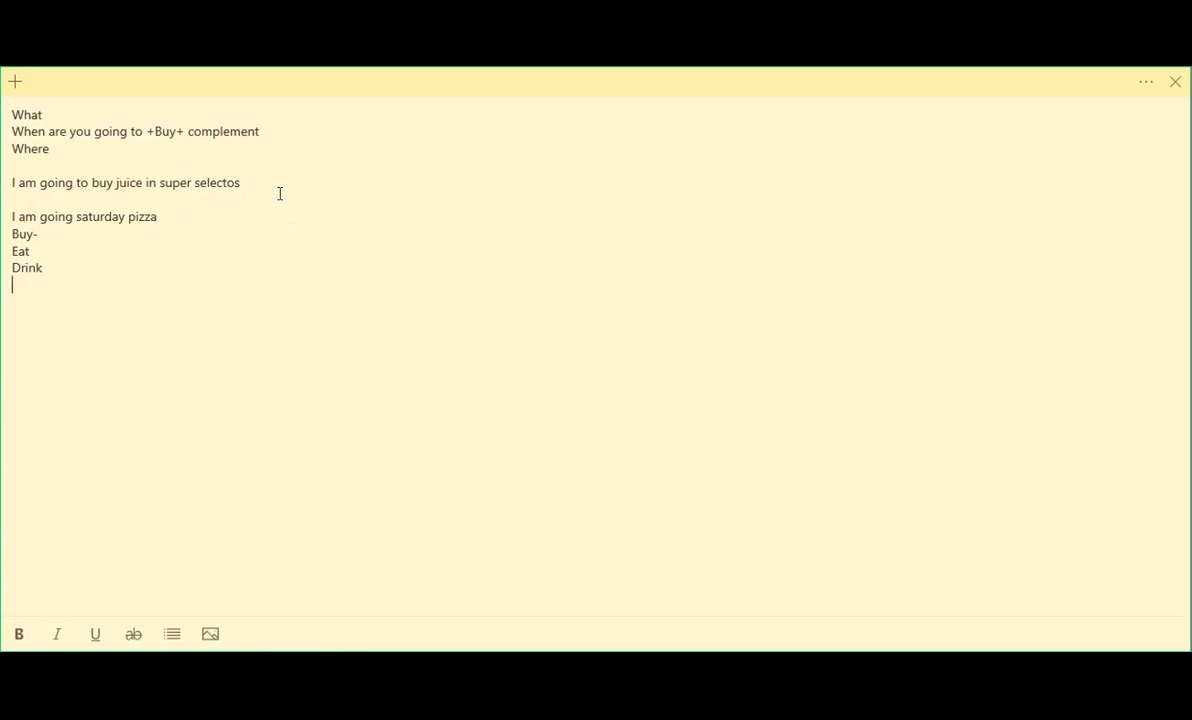 What
When are you going to +Buy+ complement
Where
I am going to buy juice in super selectos
I am going saturday pizza
Buy-
Eat
Drink
B I U ab